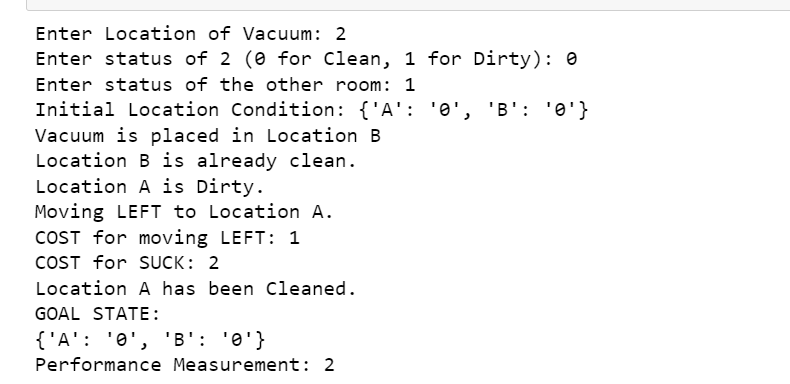 Enter Location of Vacuum: 2
Enter status of 2 (0 for Clean, 1 for Dirty): 0
Enter status of the other room: 1
Initial Location Condition: {'A': '0', 'B': '0'}
Vacuum is placed in Location B
Location B is already clean.
Location A is Dirty.
Moving LEFT to Location A.
COST for moving LEFT: 1
COST for SUCK: 2
Location A has been Cleaned.
GOAL STATE:
{'A': '0', 'B': '0'}
Performance Measurement: 2